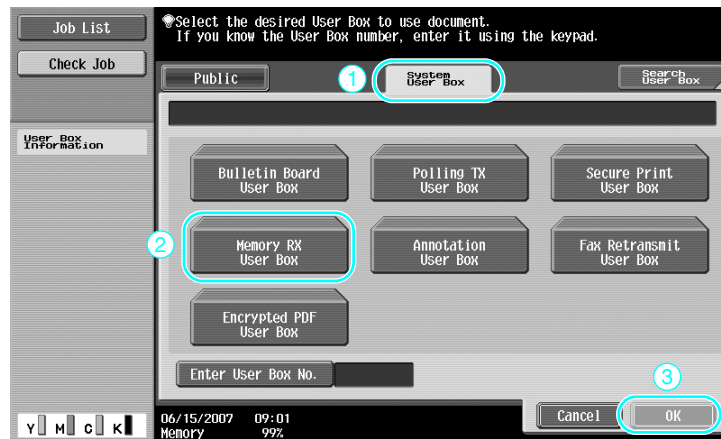 Job List
Check Job
User Box
Information
Select the desired User Box to use document.
If you know the User Box number, enter it using the keypad.
Public
1
System
User Box
Search
User Box
Bulletin Board
User Box
Polling TX
User Box
Secure Print
User Box
2
Memory RX
User Box
Annotation
User Box
Fax Retransmit
User Box
Encrypted PDF
User Box
Enter User Box No.
3
Cancel
OK
Y M C K
06/15/2007 09:01
Memory 99%